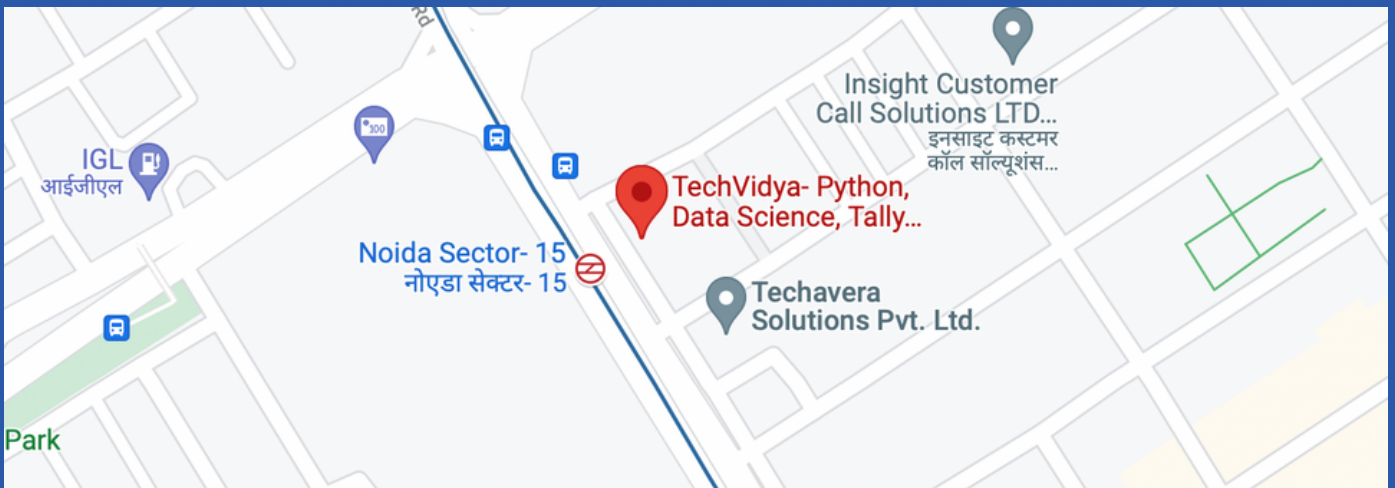 Rd
Insight Customer
Call Solutions LTD...
इनसाइट कस्टमर
कॉल सॉल्यूशंस...
100
IGL
आईजीएल
TechVidya- Python,
Data Science, Tally...
Noida Sector- 15
नोएडा सेक्टर- 15
Techavera
Solutions Pvt. Ltd.
Park